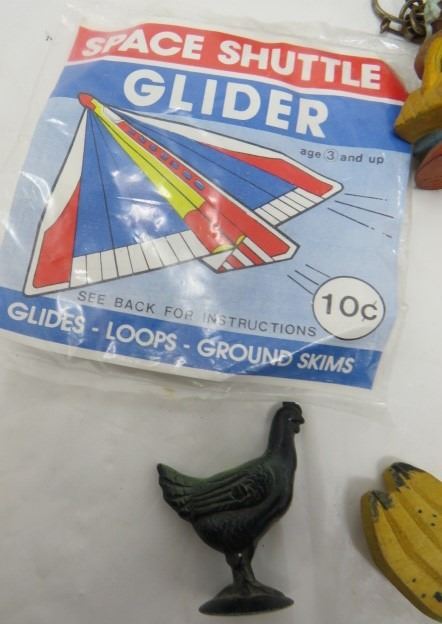 SPACE SHUTTLE
GLIDER
age 3 and up
SEE BACK FOR INSTRUCTIONS
10¢
GLIDES - LOOPS - GROUND SKIMS